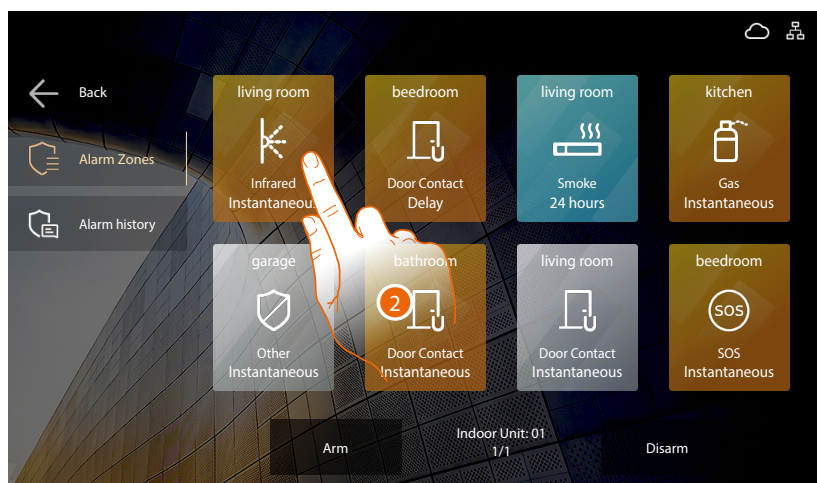 Back
Alarm Zones
Alarm history
living room
Infrared
Instantaneou
beedroom
Door Contact
Delay
living room
Smoke
24 hours
kitchen
Gas
Instantaneous
garage
Other
Instantaneous
bathroom
2
Door Contact
Instantaneous
living room
Door Contact
Instantaneous
beedroom
SOS
SOS
Instantaneous
Arm
Indoor Unit: 01
1/1
Disarm